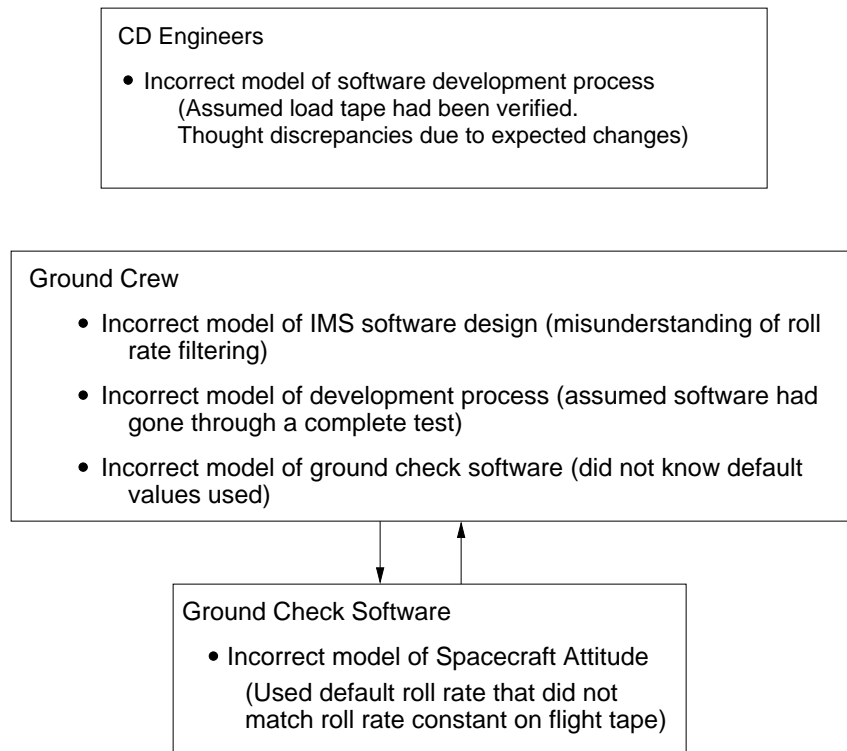 CD Engineers
• Incorrect model of software development process
(Assumed load tape had been verified.
Thought discrepancies due to expected changes)
Ground Crew
• Incorrect model of IMS software design (misunderstanding of roll
rate filtering)
• Incorrect model of development process (assumed software had
gone through a complete test)
• Incorrect model of ground check software (did not know default
values used)
Ground Check Software
• Incorrect model of Spacecraft Attitude
(Used default roll rate that did not
match roll rate constant on flight tape)